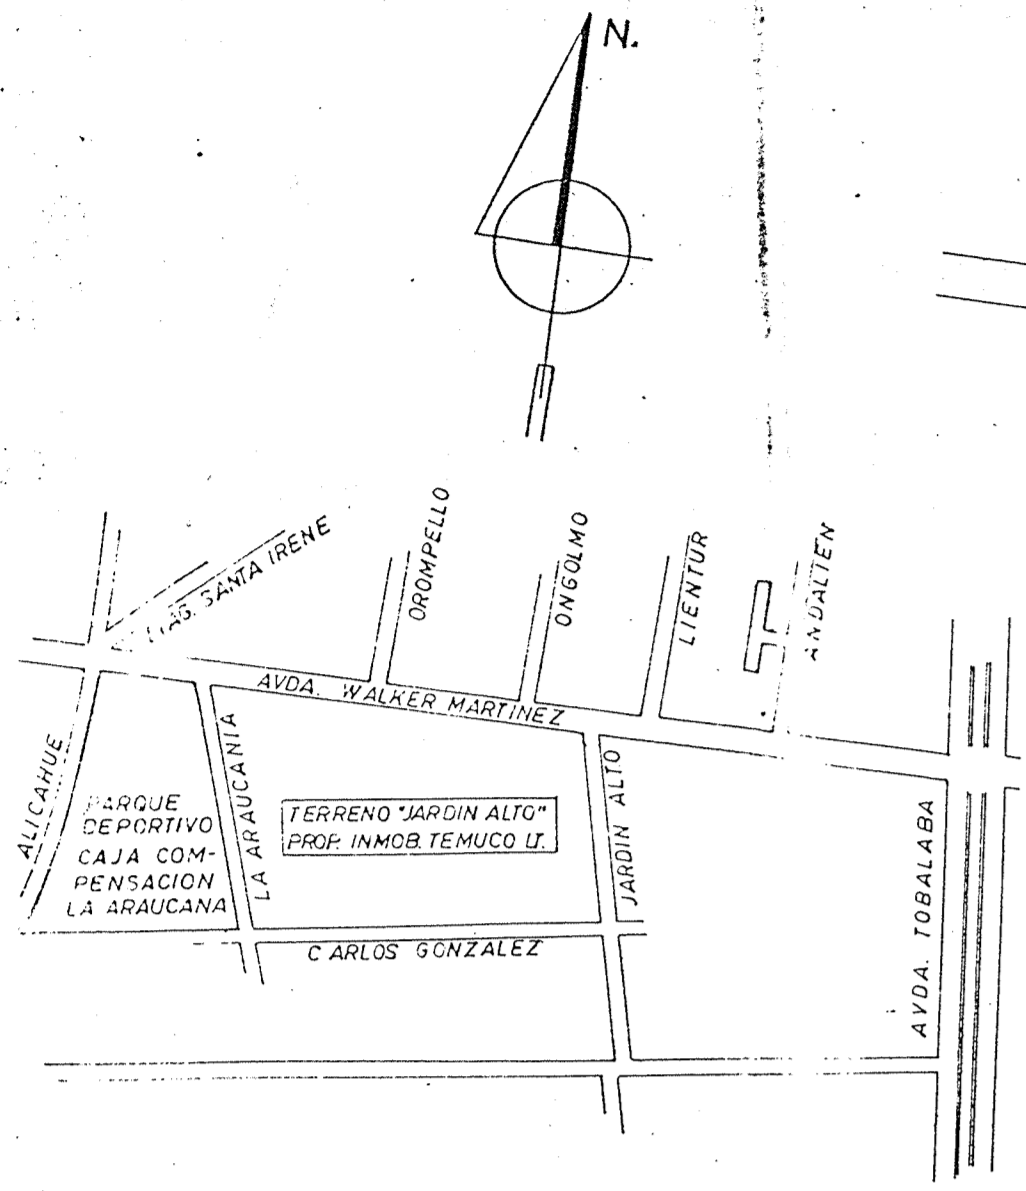 N.
PAG. SANTA IRENE
OROMPELLO
ONGOLMO
LIENTUR
ANDALIEN
AVDA. WALKER MARTINEZ
ALICAHUE
PARQUE
DEPORTIVO
CAJA COM-
PENSACION
LA ARAUCANA
LA ARAUCANIA
TERRENO "JARDIN ALTO"
PROP. INMOB. TEMUCO LT.
JARDIN ALTO
CARLOS GONZALEZ
AVDA. TOBALABA